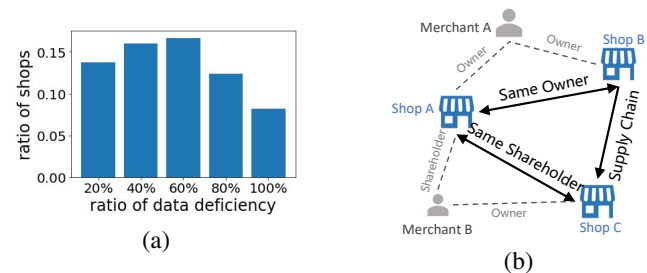 0.15
0.10
0.05
0.00
ratio of shops
20% 40% 60% 80% 100%
ratio of data deficiency
(a)
Merchant A
Shop B
Owner
Owner
Same Owner
Shop A
Supply Chain
Same Shareholder
Shareholder
Owner
Merchant B
Shop C
(b)